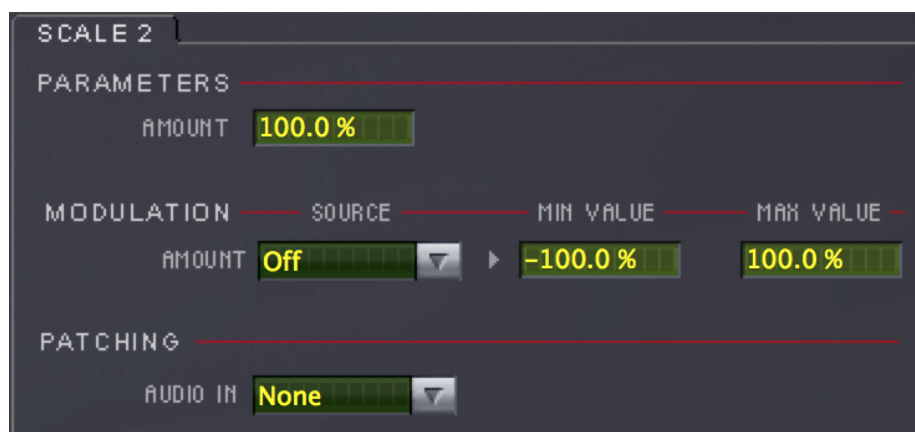 SCALE 2
PARAMETERS
AMOUNT 100.0 %
MODULATION SOURCE MIN VALUE MAX VALUE
AMOUNT Off -100.0 % 100.0 %
PATCHING
AUDIO IN None